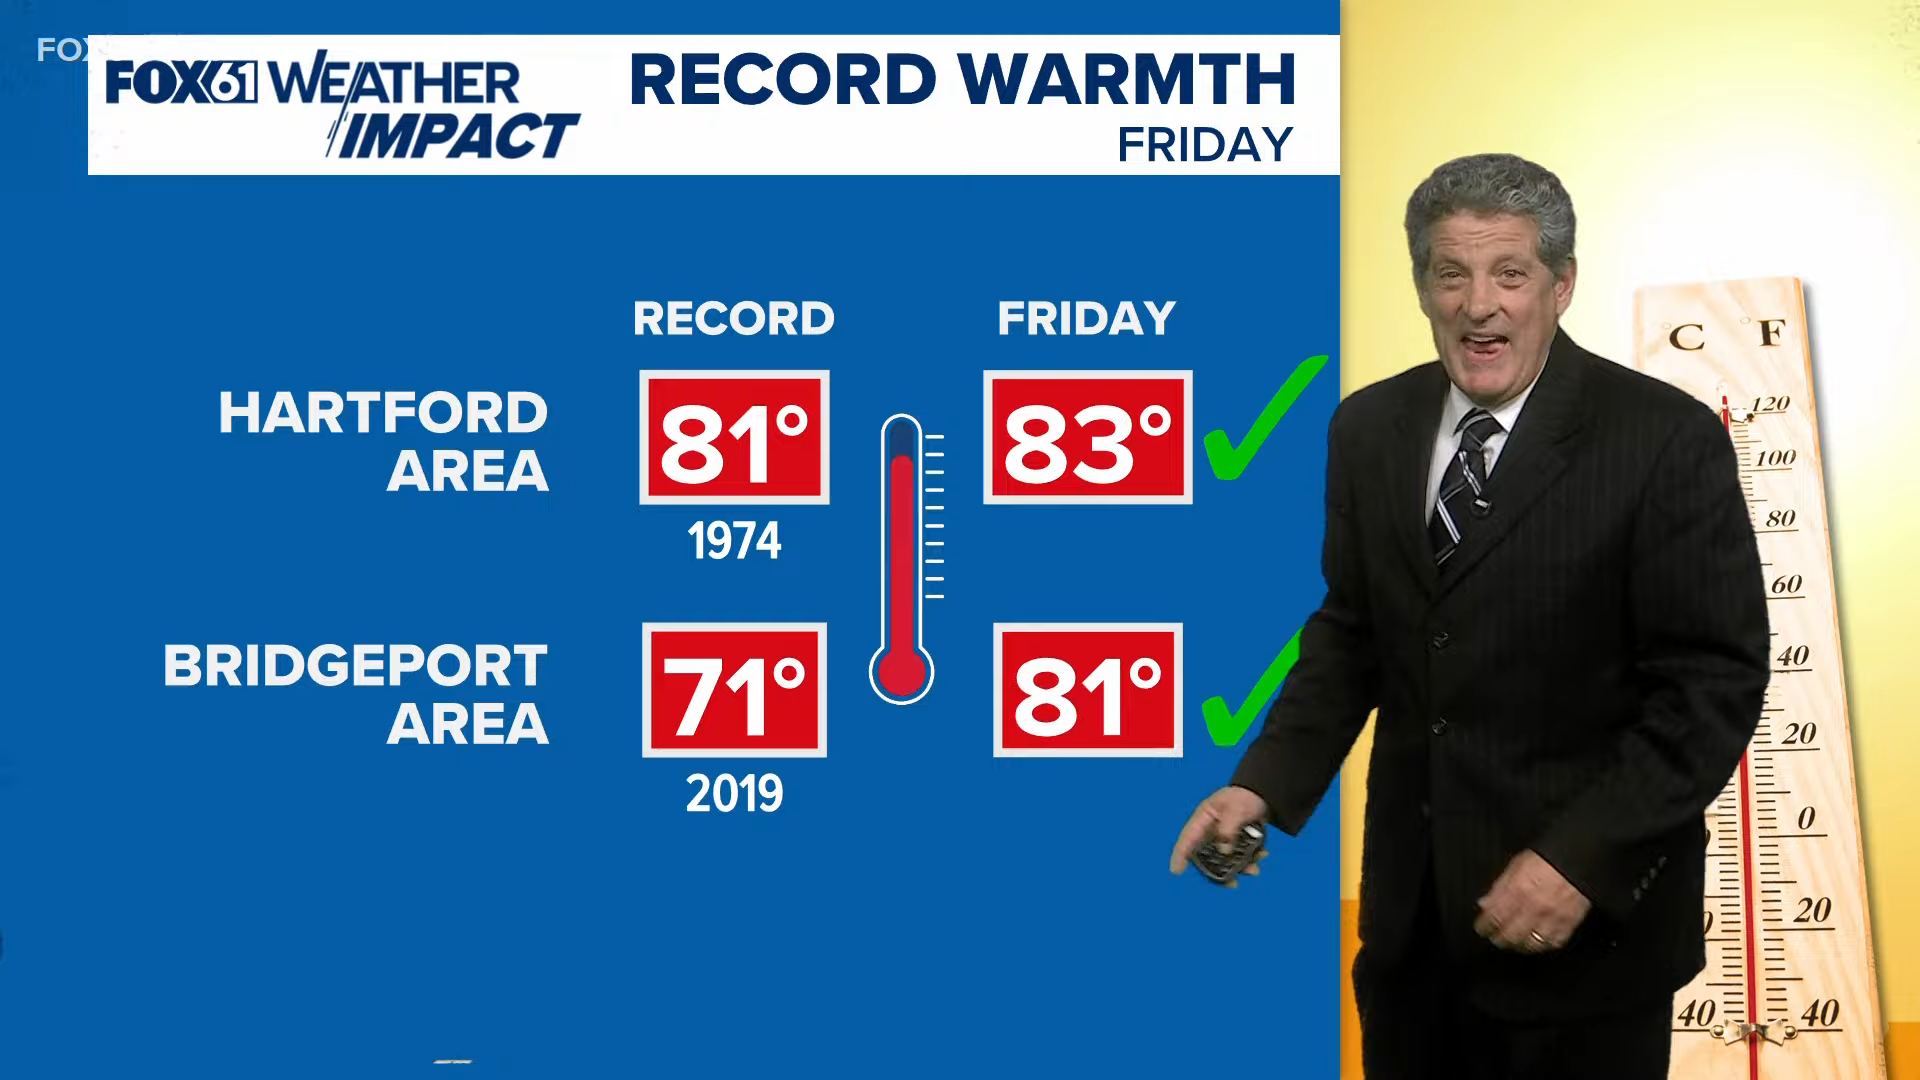 FOX
FOX61 WEATHER
IMPACT
RECORD WARMTH
FRIDAY
RECORD
FRIDAY
HARTFORD
AREA
81°
83°
1974
BRIDGEPORT
AREA
71°
81°
2019
°C °F
120
100
80
60
40
20
0
20
40 40